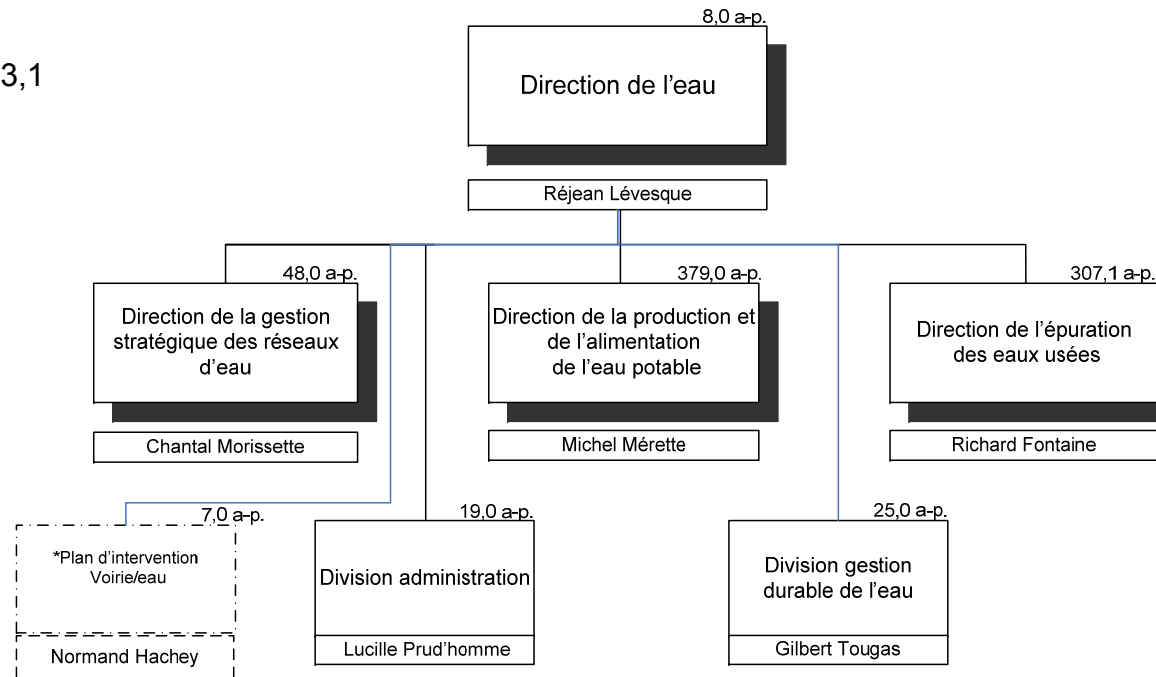 8,0 a-p.
3,1
Direction de l'eau
Réjean Lévesque
48,0 a-p.
379,0 a-p.
307,1 a-p.
Direction de la gestion
stratégique des réseaux
d'eau
Direction de la production et
de l'alimentation
de l'eau potable
Direction de l'épuration
des eaux usées
Chantal Morissette
Michel Mérette
Richard Fontaine
7,0 a-p.
19,0 a-p.
25,0 a-p.
*Plan d'intervention
Voirie/eau
Division administration
Division gestion
durable de l'eau
Normand Hachey
Lucille Prud'homme
Gilbert Tougas